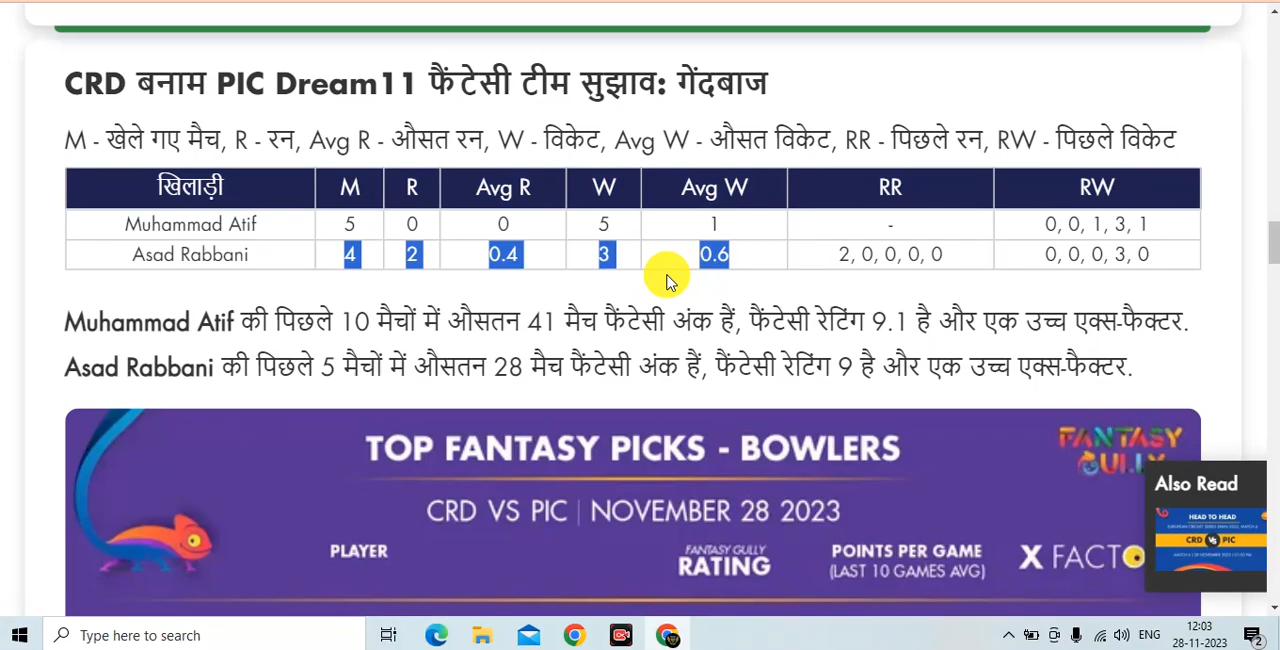 CRD बनाम PIC Dream11 फैंटेसी टीम सुझाव: गेंदबाज
M - खेले गए मैच, R - रन, Avg R - औसत रन, W - विकेट, Avg W - औसत विकेट, RR - पिछले रन, RW - पिछले विकेट
खिलाड़ी M R Avg R W Avg W RR RW
Muhammad Atif 5 0 0 5 1 - 0, 0, 1, 3, 1
Asad Rabbani 4 2 0.4 3 0.6 2, 0, 0, 0, 0 0, 0, 0, 3, 0
Muhammad Atif की पिछले 10 मैचों में औसतन 41 मैच फैंटेसी अंक हैं, फैंटेसी रेटिंग 9.1 है और एक उच्च एक्स-फैक्टर.
Asad Rabbani की पिछले 5 मैचों में औसतन 28 मैच फैंटेसी अंक हैं, फैंटेसी रेटिंग 9 है और एक उच्च एक्स-फैक्टर.
TOP FANTASY PICKS - BOWLERS
FANTASY GULLY
CRD VS PIC | NOVEMBER 28 2023
PLAYER
FANTASY GULLY
RATING
POINTS PER GAME
(LAST 10 GAMES AVG)
X FACTO
Also Read
HEAD TO HEAD
CRD VS PIC
Type here to search
ENG
12:03
28-11-2023
2